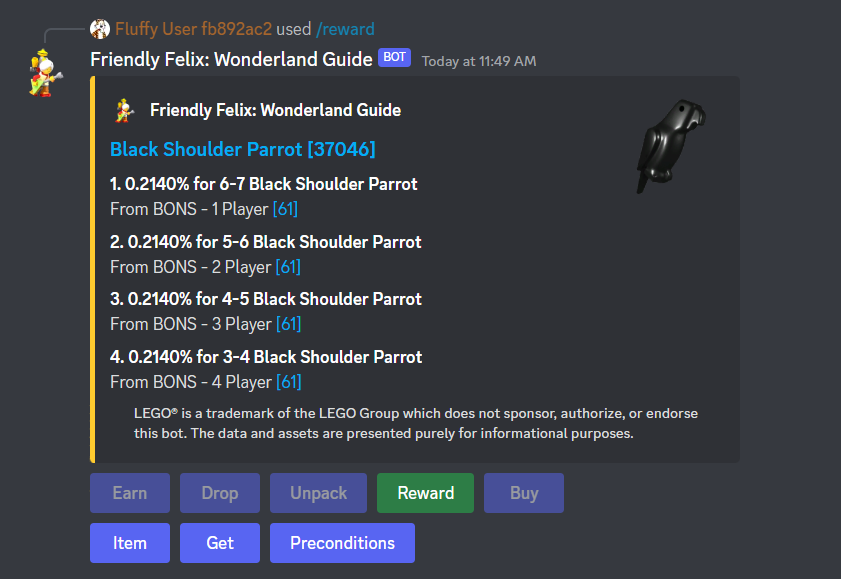 Fluffy User fb892ac2 used /reward
Friendly Felix: Wonderland Guide BOT Today at 11:49 AM
Friendly Felix: Wonderland Guide
Black Shoulder Parrot [37046]
1. 0.2140% for 6-7 Black Shoulder Parrot
From BONS - 1 Player [61]
2. 0.2140% for 5-6 Black Shoulder Parrot
From BONS - 2 Player [61]
3. 0.2140% for 4-5 Black Shoulder Parrot
From BONS - 3 Player [61]
4. 0.2140% for 3-4 Black Shoulder Parrot
From BONS - 4 Player [61]
LEGO® is a trademark of the LEGO Group which does not sponsor, authorize, or endorse
this bot. The data and assets are presented purely for informational purposes.
Earn Drop Unpack Reward Buy
Item Get Preconditions